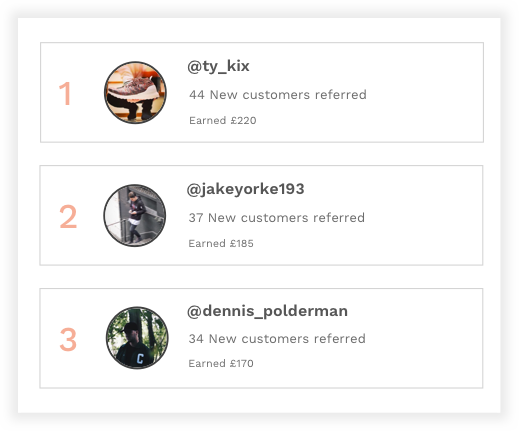 1
@ty_kix
44 New customers referred
Earned £220
2
@jakeyorke193
37 New customers referred
Earned £185
3
@dennis_polderman
34 New customers referred
Earned £170
C